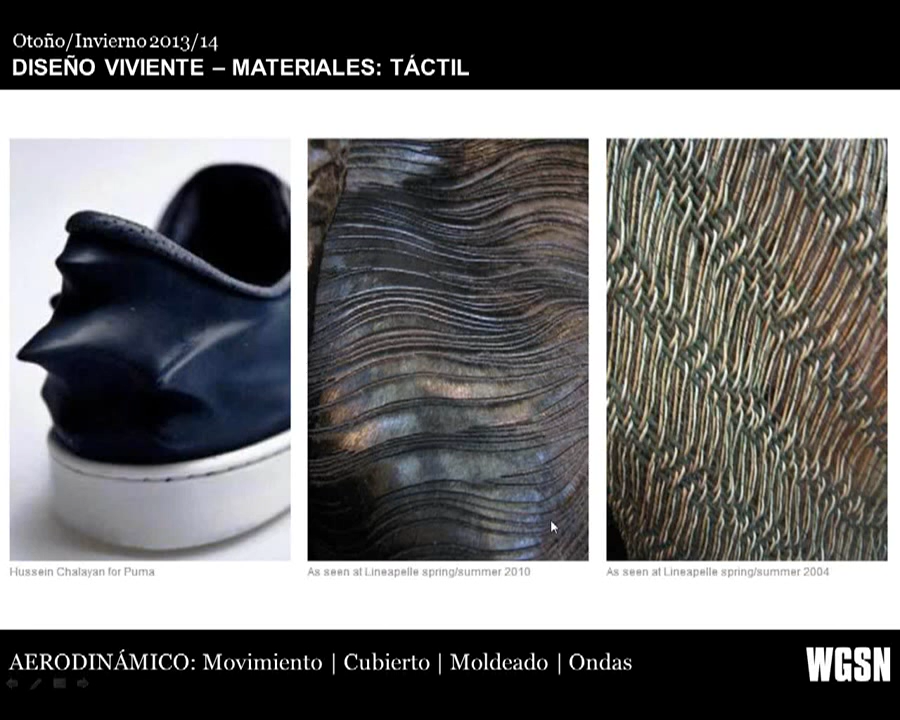 Otoño/Invierno 2013/14
DISEÑO VIVIENTE – MATERIALES: TÁCTIL
Hussein Chalayan for Puma
As seen at Lineapelle spring/summer 2010
As seen at Lineapelle spring/summer 2004
AERODINÁMICO: Movimiento | Cubierto | Moldeado | Ondas
WGSN